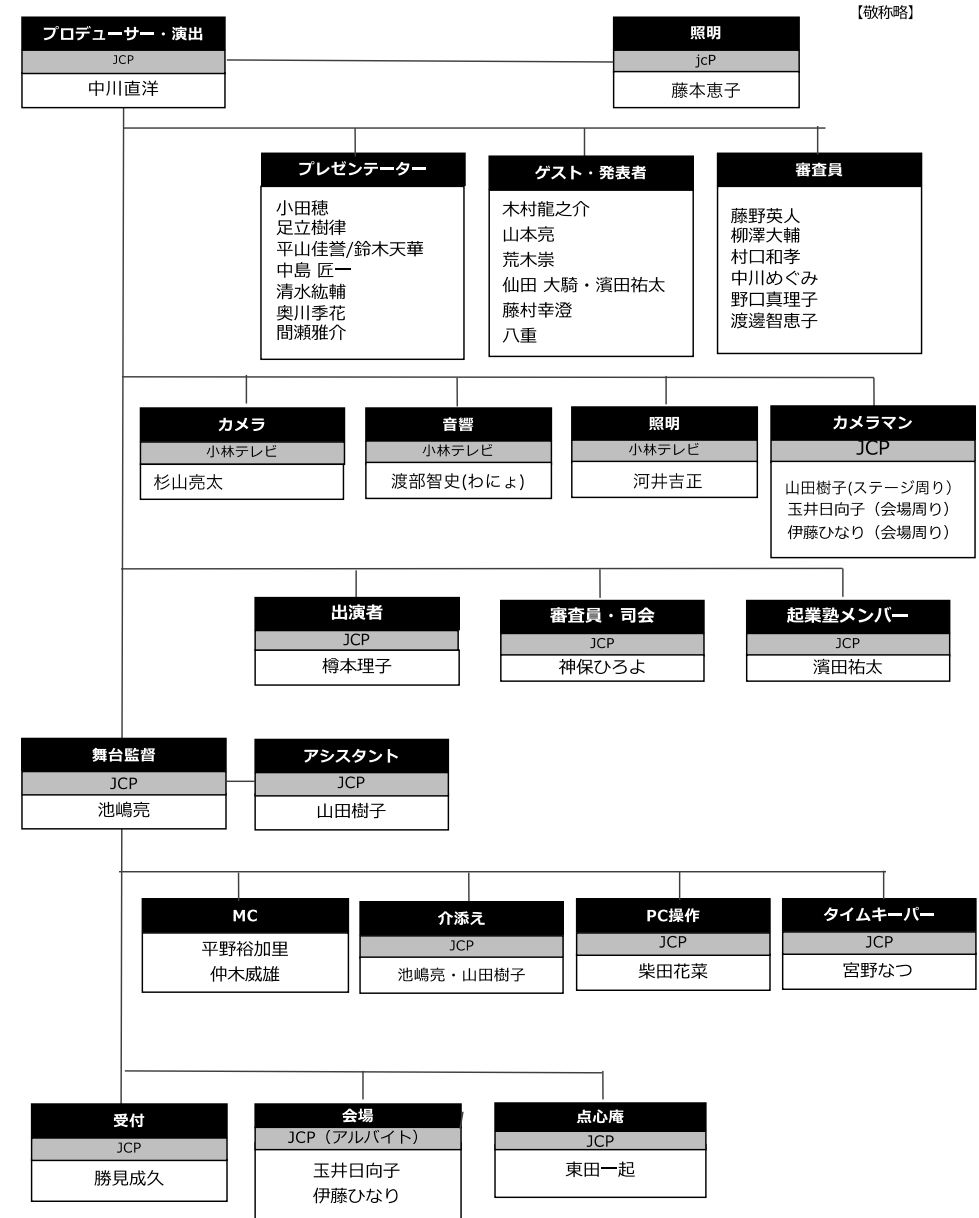 【敬称略】
プロデューサー・演出
JCP
中川直洋
照明
jcP
藤本恵子
プレゼンテーター
小田穂
足立樹律
平山佳誉/鈴木天華
中島 匠一
清水紘輔
奥川季花
間瀬雅介
ゲスト・発表者
木村龍之介
山本亮
荒木崇
仙田 大騎・濱田祐太
藤村幸澄
八重
審査員
藤野英人
柳澤大輔
村口和孝
中川めぐみ
野口真理子
渡邊智恵子
カメラ
小林テレビ
杉山亮太
音響
小林テレビ
渡部智史(わにょ)
照明
小林テレビ
河井吉正
カメラマン
JCP
山田樹子(ステージ周り）
玉井日向子（会場周り）
伊藤ひなり（会場周り）
出演者
JCP
樽本理子
審査員・司会
JCP
神保ひろよ
起業塾メンバー
JCP
濱田祐太
舞台監督
JCP
池嶋亮
アシスタント
JCP
山田樹子
MC
平野裕加里
仲木威雄
介添え
JCP
池嶋亮・山田樹子
PC操作
JCP
柴田花菜
タイムキーパー
JCP
宮野なつ
受付
JCP
勝見成久
会場
JCP（アルバイト）
玉井日向子
伊藤ひなり
点心庵
JCP
東田一起